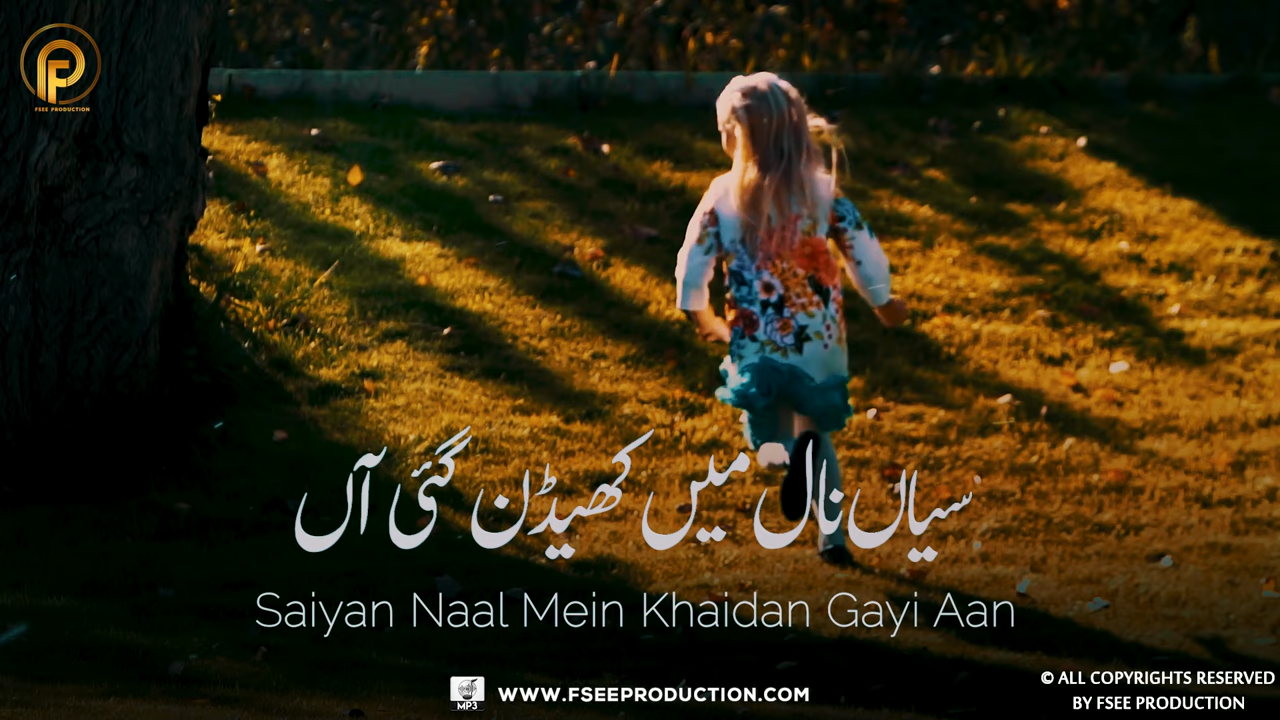 FSEE PRODUCTION
سیاں نال میں کھیڈن گئی آں
Saiyan Naal Mein Khaidan Gayi Aan
MP3
WWW.FSEEPRODUCTION.COM
© ALL COPYRIGHTS RESERVED
BY FSEE PRODUCTION